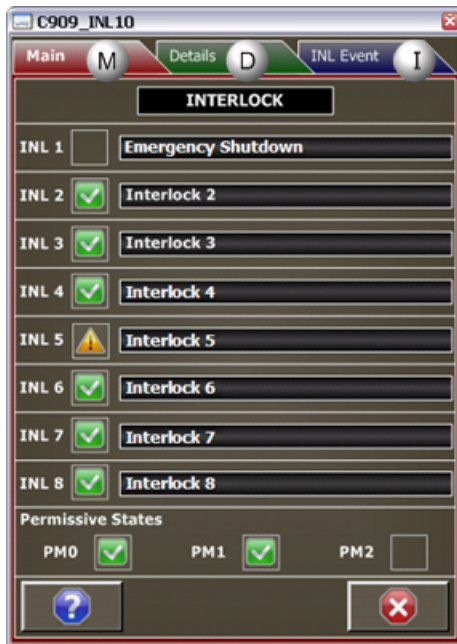 C909_INL10
Main M Details D INL Event I
INTERLOCK
INL 1 Emergency Shutdown
INL 2 Interlock 2
INL 3 Interlock 3
INL 4 Interlock 4
INL 5 Interlock 5
INL 6 Interlock 6
INL 7 Interlock 7
INL 8 Interlock 8
Permissive States
PM0 PM1 PM2